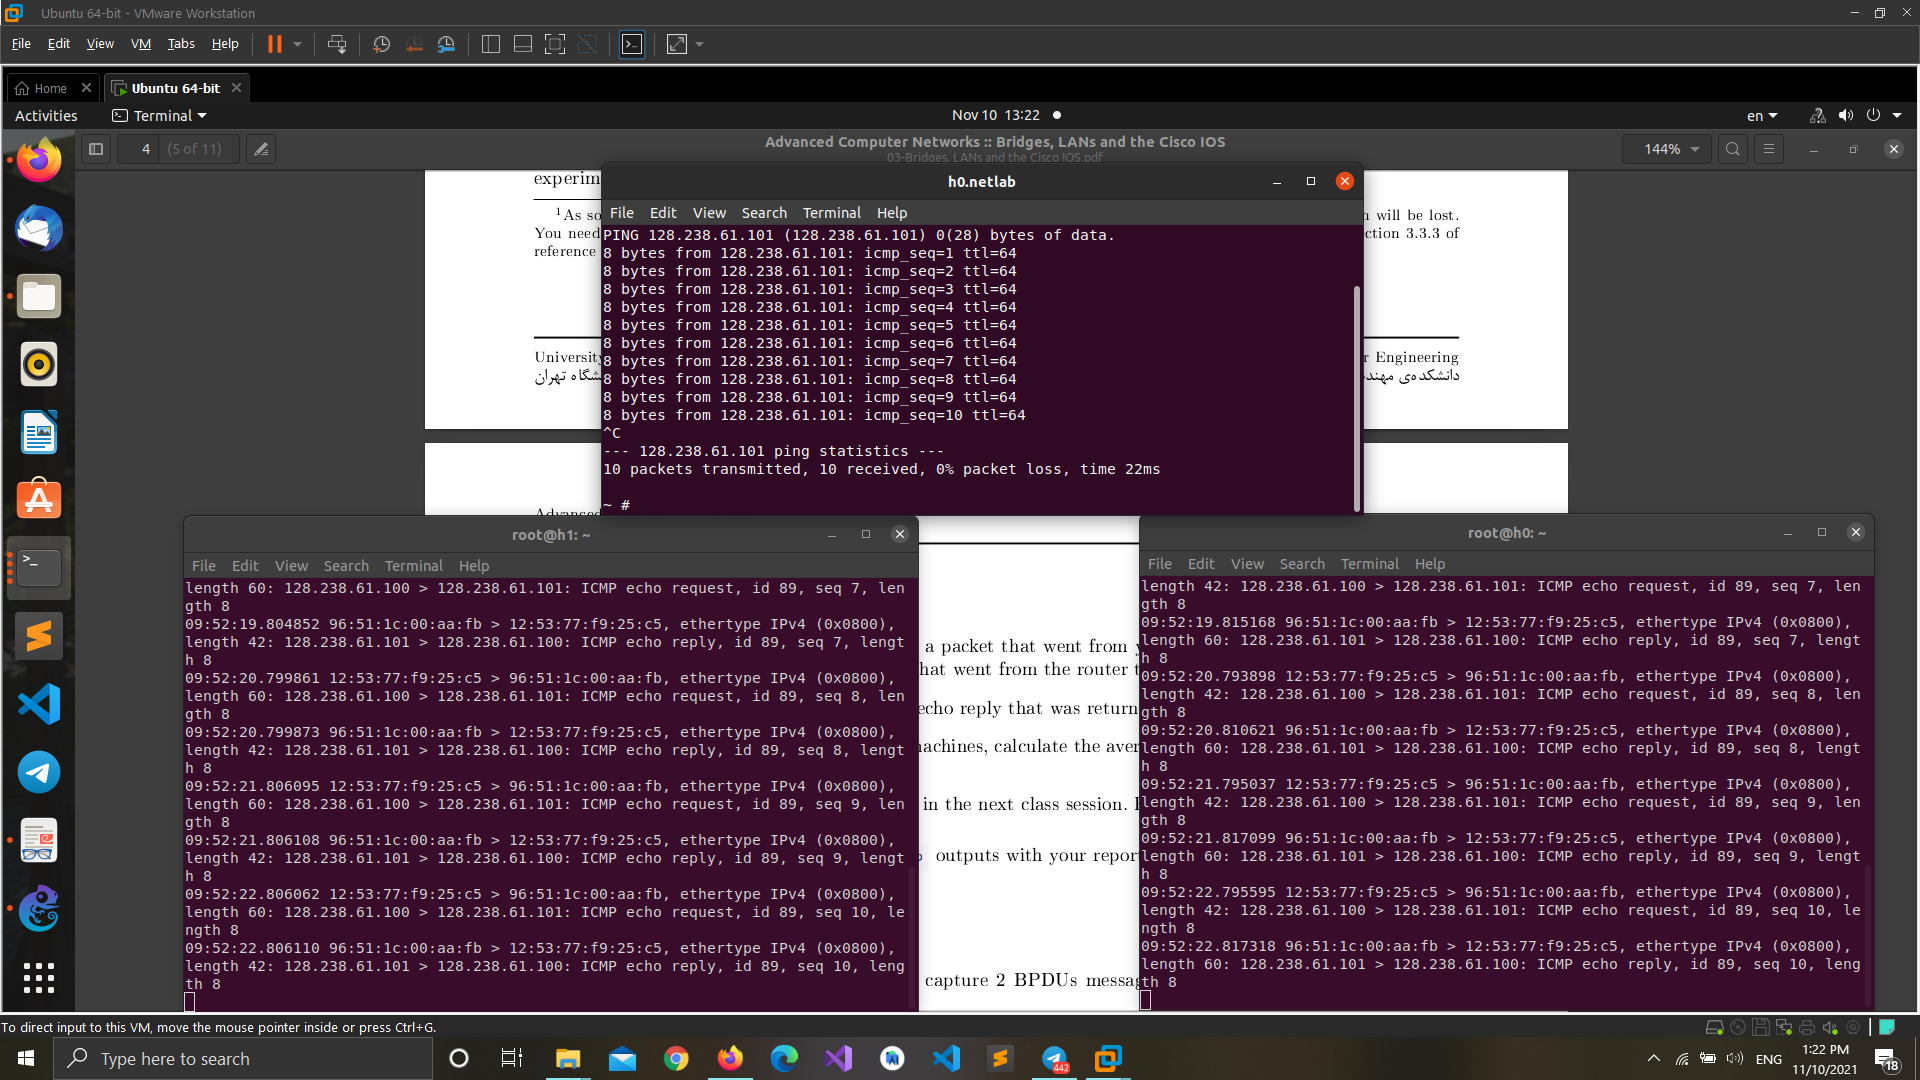 Ubuntu 64-bit - VMware Workstation
File Edit View VM Tabs Help
Home
Ubuntu 64-bit
Activities
Terminal
Nov 10 13:22
en
4 (5 of 11)
Advanced Computer Networks :: Bridges, LANs and the Cisco IOS
03-Bridges, LANs and the Cisco IOS.pdf
144%
experim
1As so
n will be lost.
You need
ction 3.3.3 of
reference
University
r Engineering
شگاه تهران
دانشکده‌ی مهند
Advanced
h0.netlab
File Edit View Search Terminal Help
PING 128.238.61.101 (128.238.61.101) 0(28) bytes of data.
8 bytes from 128.238.61.101: icmp_seq=1 ttl=64
8 bytes from 128.238.61.101: icmp_seq=2 ttl=64
8 bytes from 128.238.61.101: icmp_seq=3 ttl=64
8 bytes from 128.238.61.101: icmp_seq=4 ttl=64
8 bytes from 128.238.61.101: icmp_seq=5 ttl=64
8 bytes from 128.238.61.101: icmp_seq=6 ttl=64
8 bytes from 128.238.61.101: icmp_seq=7 ttl=64
8 bytes from 128.238.61.101: icmp_seq=8 ttl=64
8 bytes from 128.238.61.101: icmp_seq=9 ttl=64
8 bytes from 128.238.61.101: icmp_seq=10 ttl=64
^C
--- 128.238.61.101 ping statistics ---
10 packets transmitted, 10 received, 0% packet loss, time 22ms
~ #
root@h1: ~
File Edit View Search Terminal Help
length 60: 128.238.61.100 > 128.238.61.101: ICMP echo request, id 89, seq 7, len
gth 8
09:52:19.804852 96:51:1c:00:aa:fb > 12:53:77:f9:25:c5, ethertype IPv4 (0x0800),
length 42: 128.238.61.101 > 128.238.61.100: ICMP echo reply, id 89, seq 7, lengt
h 8
09:52:20.799861 12:53:77:f9:25:c5 > 96:51:1c:00:aa:fb, ethertype IPv4 (0x0800),
length 60: 128.238.61.100 > 128.238.61.101: ICMP echo request, id 89, seq 8, len
gth 8
09:52:20.799873 96:51:1c:00:aa:fb > 12:53:77:f9:25:c5, ethertype IPv4 (0x0800),
length 42: 128.238.61.101 > 128.238.61.100: ICMP echo reply, id 89, seq 8, lengt
h 8
09:52:21.806095 12:53:77:f9:25:c5 > 96:51:1c:00:aa:fb, ethertype IPv4 (0x0800),
length 60: 128.238.61.100 > 128.238.61.101: ICMP echo request, id 89, seq 9, len
gth 8
09:52:21.806108 96:51:1c:00:aa:fb > 12:53:77:f9:25:c5, ethertype IPv4 (0x0800),
length 42: 128.238.61.101 > 128.238.61.100: ICMP echo reply, id 89, seq 9, lengt
h 8
09:52:22.806062 12:53:77:f9:25:c5 > 96:51:1c:00:aa:fb, ethertype IPv4 (0x0800),
length 60: 128.238.61.100 > 128.238.61.101: ICMP echo request, id 89, seq 10, le
ngth 8
09:52:22.806110 96:51:1c:00:aa:fb > 12:53:77:f9:25:c5, ethertype IPv4 (0x0800),
length 42: 128.238.61.101 > 128.238.61.100: ICMP echo reply, id 89, seq 10, leng
th 8
a packet that went from y
hat went from the router t
echo reply that was return
machines, calculate the aver
in the next class session.
outputs with your repor
capture 2 BPDUs messag
root@h0: ~
File Edit View Search Terminal Help
length 42: 128.238.61.100 > 128.238.61.101: ICMP echo request, id 89, seq 7, len
gth 8
09:52:19.815168 96:51:1c:00:aa:fb > 12:53:77:f9:25:c5, ethertype IPv4 (0x0800),
length 60: 128.238.61.101 > 128.238.61.100: ICMP echo reply, id 89, seq 7, lengt
h 8
09:52:20.793898 12:53:77:f9:25:c5 > 96:51:1c:00:aa:fb, ethertype IPv4 (0x0800),
length 42: 128.238.61.100 > 128.238.61.101: ICMP echo request, id 89, seq 8, len
gth 8
09:52:20.810621 96:51:1c:00:aa:fb > 12:53:77:f9:25:c5, ethertype IPv4 (0x0800),
length 60: 128.238.61.101 > 128.238.61.100: ICMP echo reply, id 89, seq 8, lengt
h 8
09:52:21.795037 12:53:77:f9:25:c5 > 96:51:1c:00:aa:fb, ethertype IPv4 (0x0800),
length 42: 128.238.61.100 > 128.238.61.101: ICMP echo request, id 89, seq 9, len
gth 8
09:52:21.817099 96:51:1c:00:aa:fb > 12:53:77:f9:25:c5, ethertype IPv4 (0x0800),
length 60: 128.238.61.101 > 128.238.61.100: ICMP echo reply, id 89, seq 9, lengt
h 8
09:52:22.795595 12:53:77:f9:25:c5 > 96:51:1c:00:aa:fb, ethertype IPv4 (0x0800),
length 42: 128.238.61.100 > 128.238.61.101: ICMP echo request, id 89, seq 10, le
ngth 8
09:52:22.817318 96:51:1c:00:aa:fb > 12:53:77:f9:25:c5, ethertype IPv4 (0x0800),
length 60: 128.238.61.101 > 128.238.61.100: ICMP echo reply, id 89, seq 10, leng
th 8
To direct input to this VM, move the mouse pointer inside or press Ctrl+G.
Type here to search
442
ENG
1:22 PM
11/10/2021
18